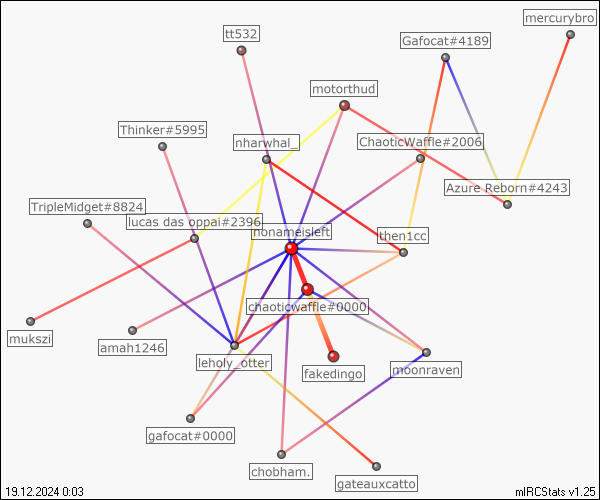 mercurybro
tt532
Gafocat#4189
motorthud
Thinker#5995
nharwhal_
ChaoticWaffle#2006
Azure Reborn#4243
TripleMidget#8824
lucas das oppai#2396
nonameisleft
then1cc
chaoticwaffle#0000
mukszi
amah1246
leholy_otter
fakedingo
moonraven
gafocat#0000
chobham.
gateauxcatto
19.12.2024 0:03
mIRCStats v1.25